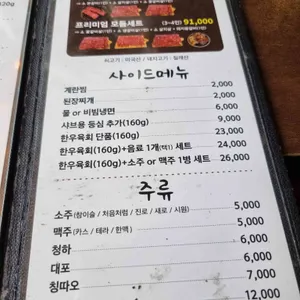 120g
프리미엄 모듬세트 (3~4인) 91,000
사이드메뉴
계란찜 2,000
된장찌개 2,000
물 or 비빔냉면 6,000
샤브용 등심 추가(160g) 9,000
한우육회 단품(160g) 23,000
한우육회(160g)+음료 1개(택1) 세트 24,000
한우육회(160g)+소주 or 맥주 1병 세트 26,000
주류
소주 (참이슬 / 처음처럼 / 진로 / 새로 / 시원) 5,000
맥주 (카스 / 테라 / 한맥) 5,000
청하 6,000
대포 6,000
칭따오 7,000
12,000